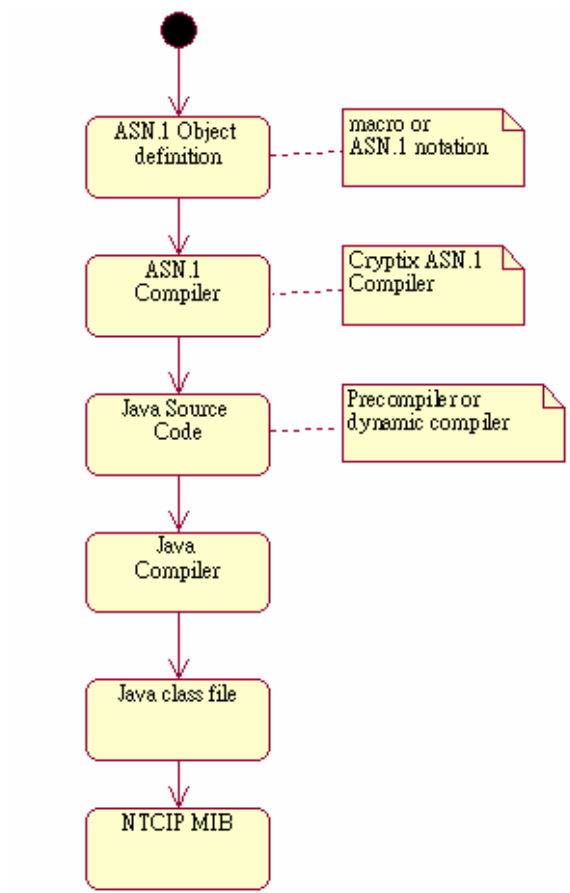 ASN.1 Object
definition
macro or
ASN.1 notation
ASN.1
Compiler
Cryptix ASN.1
Compiler
Java Source
Code
Precompiler or
dynamic compiler
Java
Compiler
Java class file
NTCIP MIB